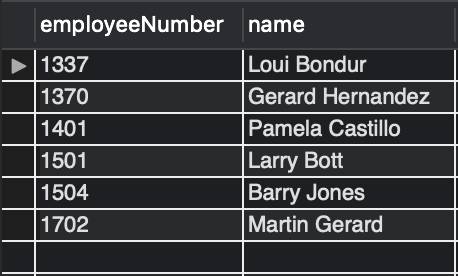 employeeNumber name
1337 Loui Bondur
1370 Gerard Hernandez
1401 Pamela Castillo
1501 Larry Bott
1504 Barry Jones
1702 Martin Gerard